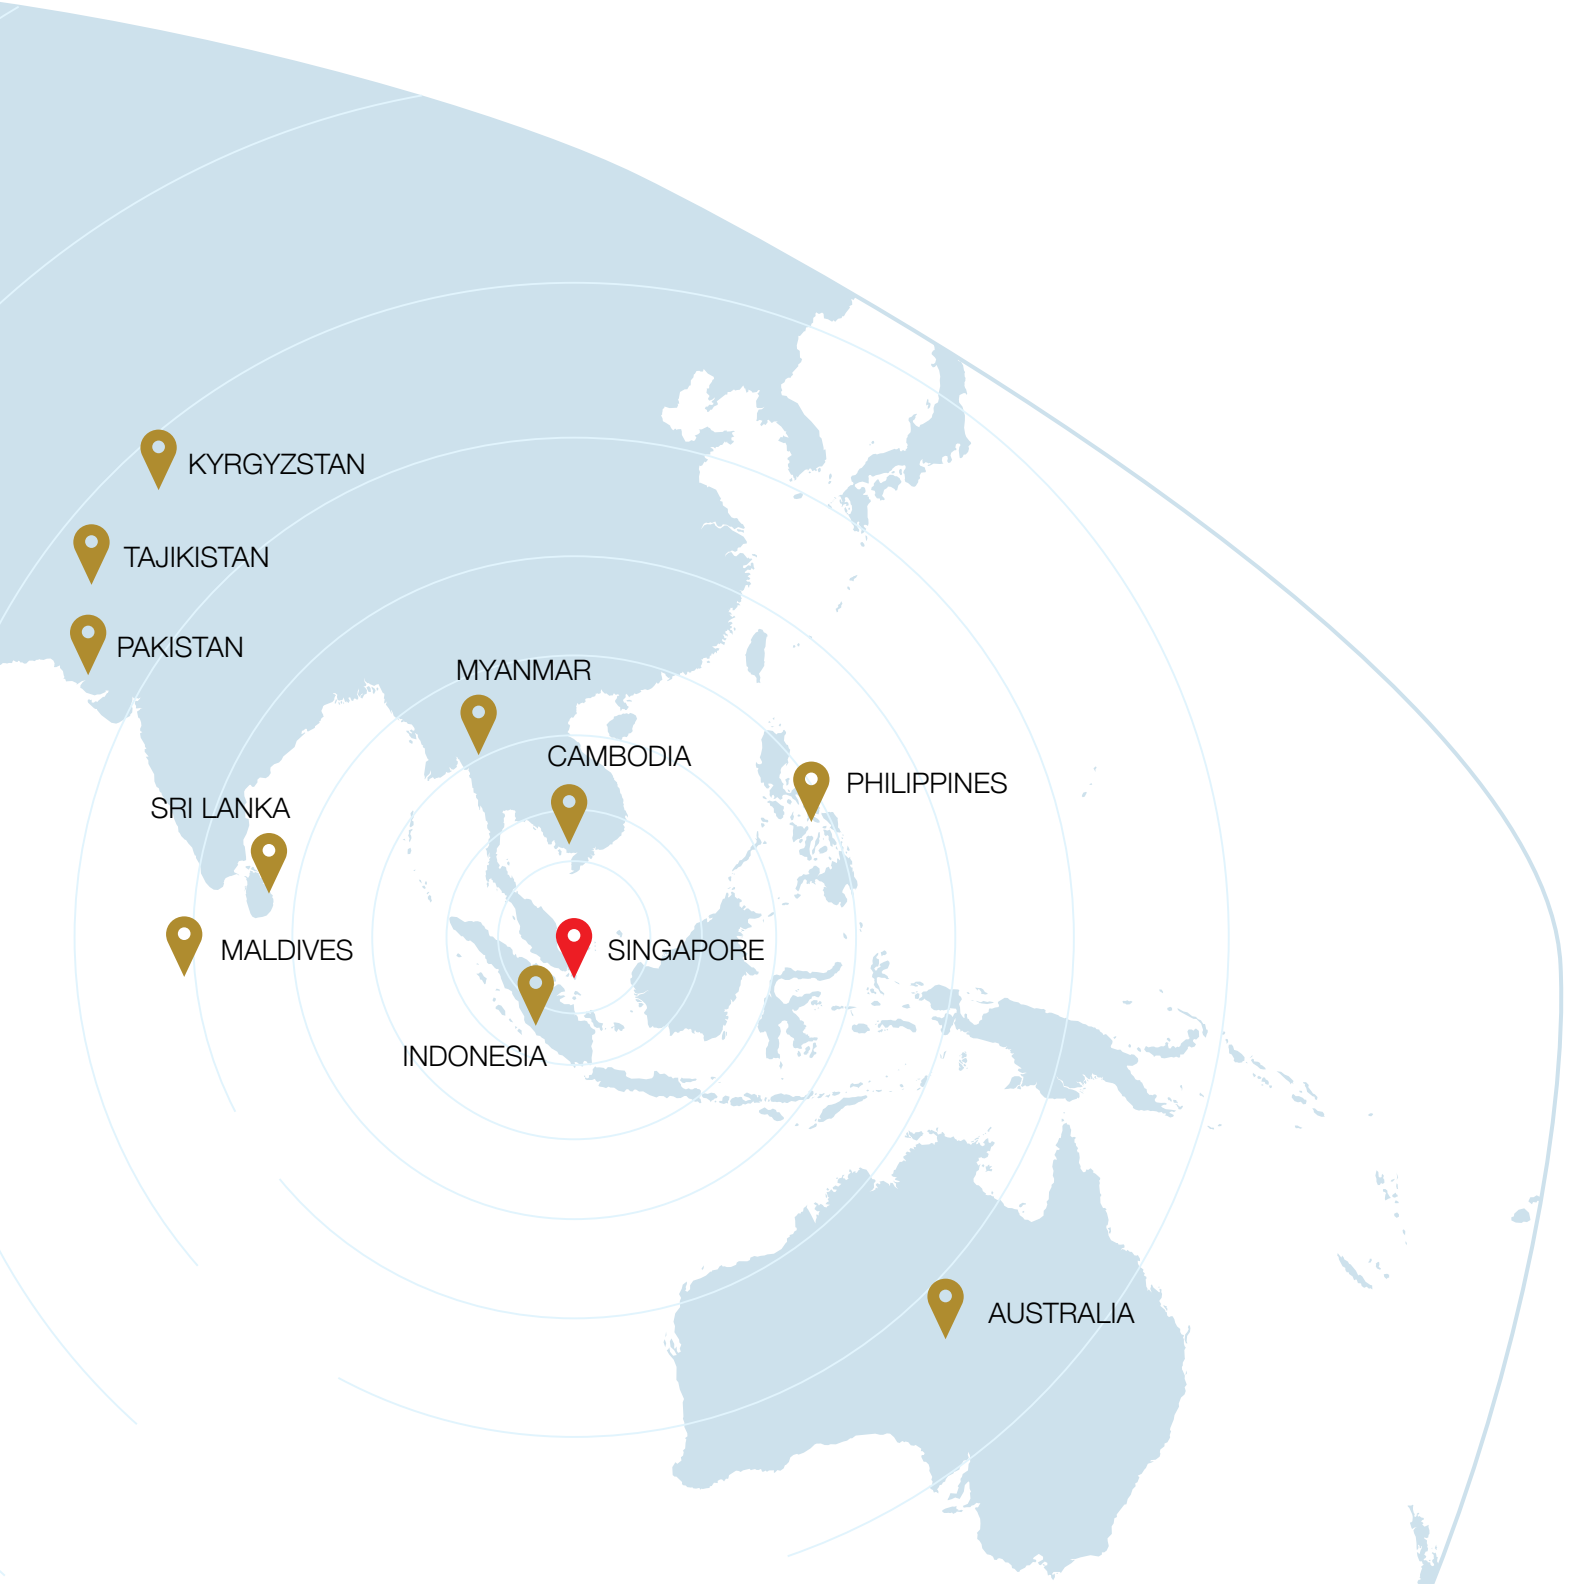 KYRGYZSTAN
TAJIKISTAN
PAKISTAN
MYANMAR
CAMBODIA
PHILIPPINES
SRI LANKA
MALDIVES
SINGAPORE
INDONESIA
AUSTRALIA